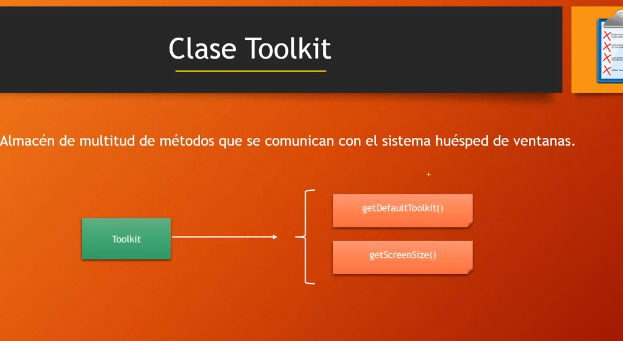 Clase Toolkit
Almacén de multitud de métodos que se comunican con el sistema huésped de ventanas.
getDefaultToolkit()
Toolkit
getScreenSize()